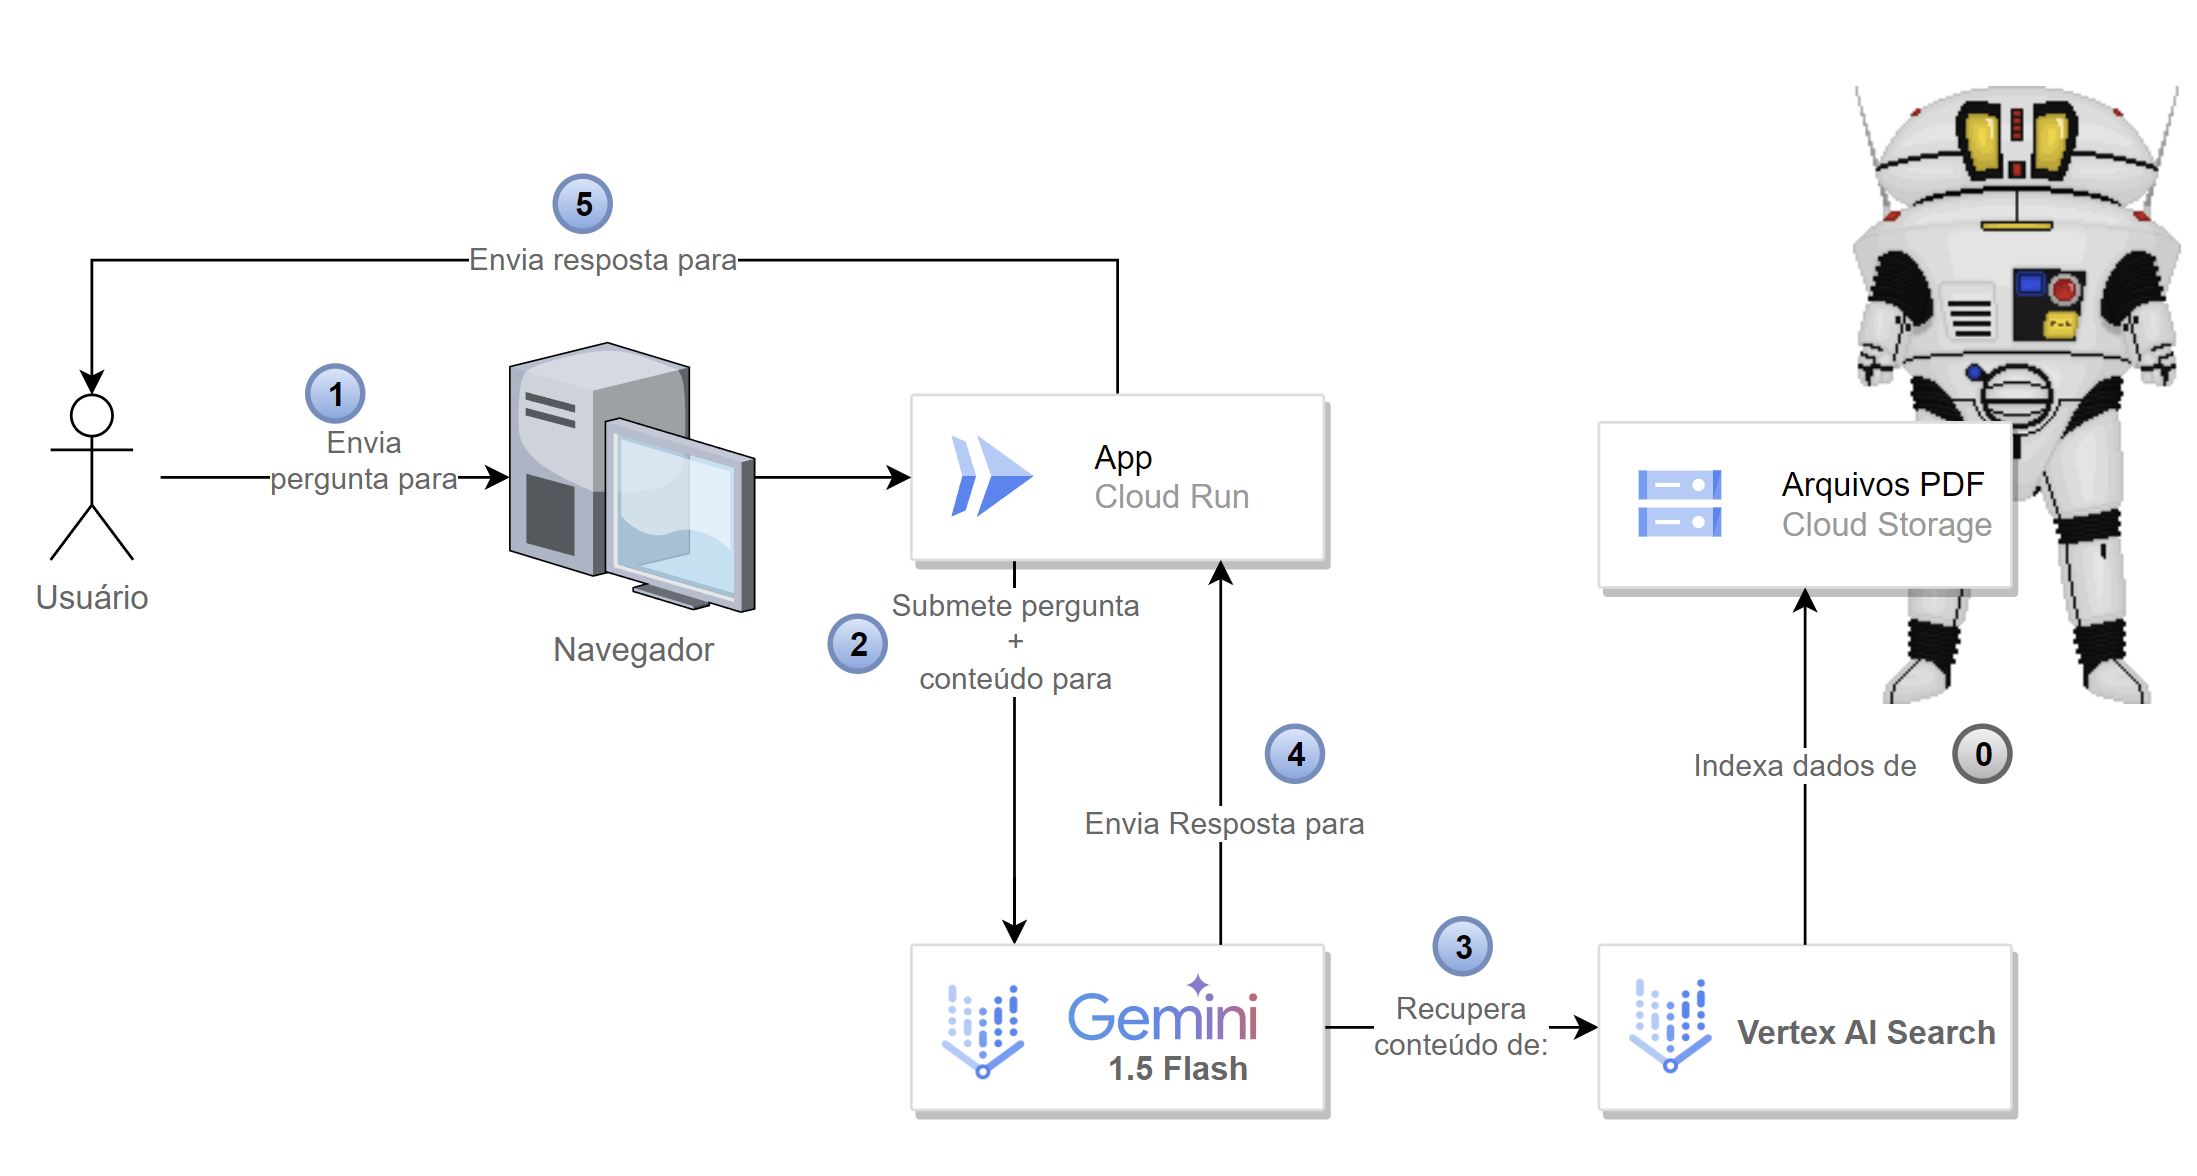 5
Envia resposta para
1
Envia
pergunta para
Usuário
Navegador
App
Cloud Run
Arquivos PDF
Cloud Storage
2
Submete pergunta
+
conteúdo para
4
Envia Resposta para
Indexa dados de
0
Gemini
1.5 Flash
3
Recupera
conteúdo de:
Vertex AI Search